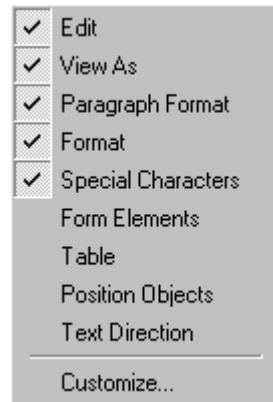 Edit
View As
Paragraph Format
Format
Special Characters
Form Elements
Table
Position Objects
Text Direction
Customize...